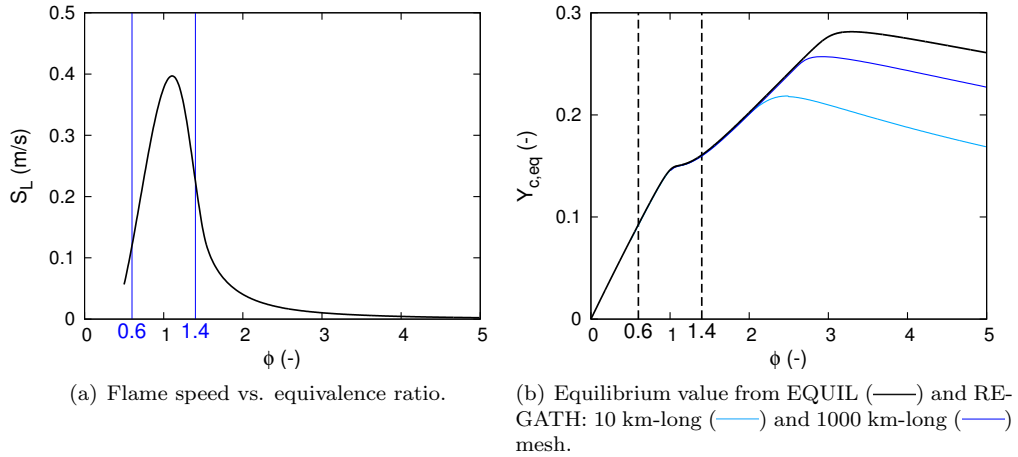 0.5
0.4
0.3
0.2
0.1
0
S_L (m/s)
0 0.6 1 1.4 2 3 4 5
ϕ (-)
(a) Flame speed vs. equivalence ratio.
0.3
0.2
0.1
0
Y_c,eq (-)
0 0.6 1 1.4 2 3 4 5
ϕ (-)
(b) Equilibrium value from EQUIL (——) and RE-
GATH: 10 km-long (——) and 1000 km-long (——)
mesh.